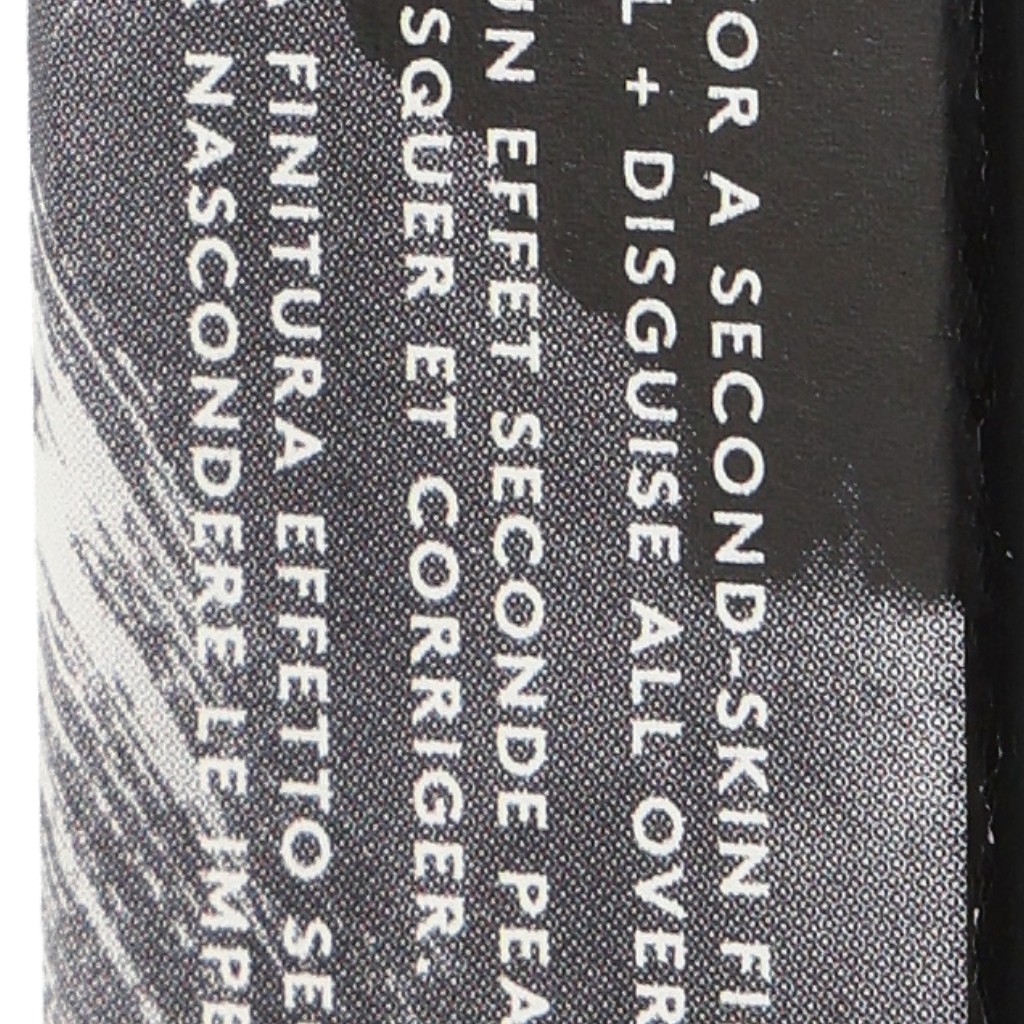 OR A SECOND-SKIN FI
L + DISGUISE ALL OVER
UN EFFET SECONDE PEA
SQUER ET CORRIGER.
FINITURA EFFETTO SE
NASCONDERE LE IMPE